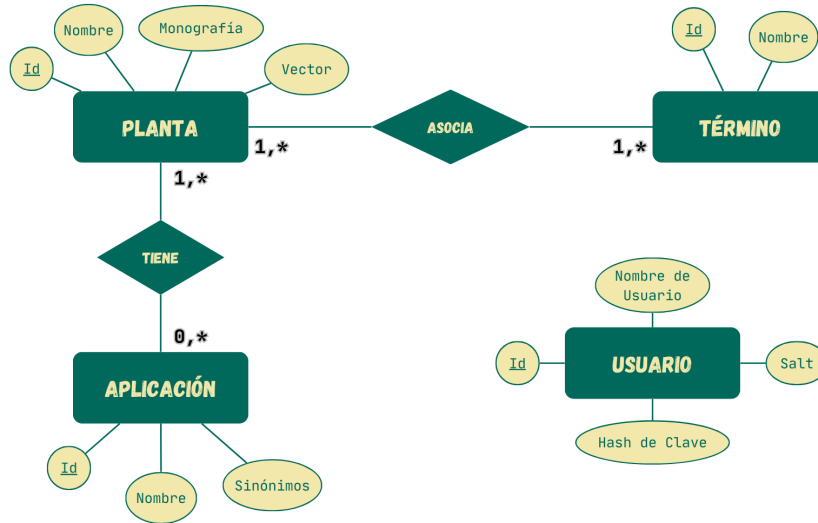 Id
Nombre
Monografía
Vector
PLANTA
1,*
1,*
ASOCIA
1,*
Id
Nombre
TÉRMINO
TIENE
0,*
APLICACIÓN
Id
Nombre
Sinónimos
Nombre de
Usuario
Id
USUARIO
Salt
Hash de Clave